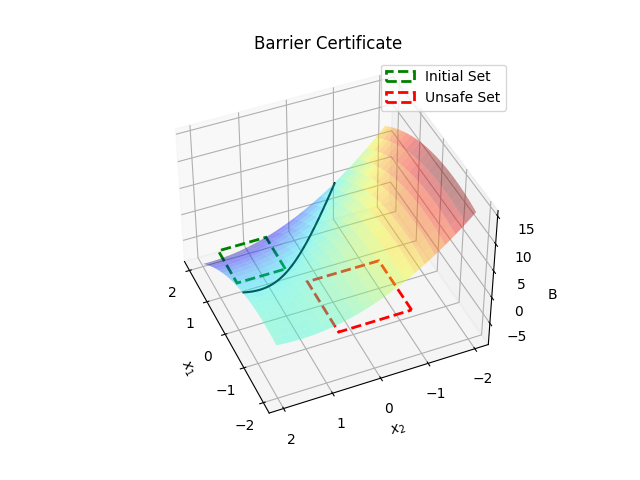 Barrier Certificate
Initial Set
Unsafe Set
15
10
5
0
−5
B
2
1
0
−1
−2
x₁
2
1
0
−1
−2
x₂